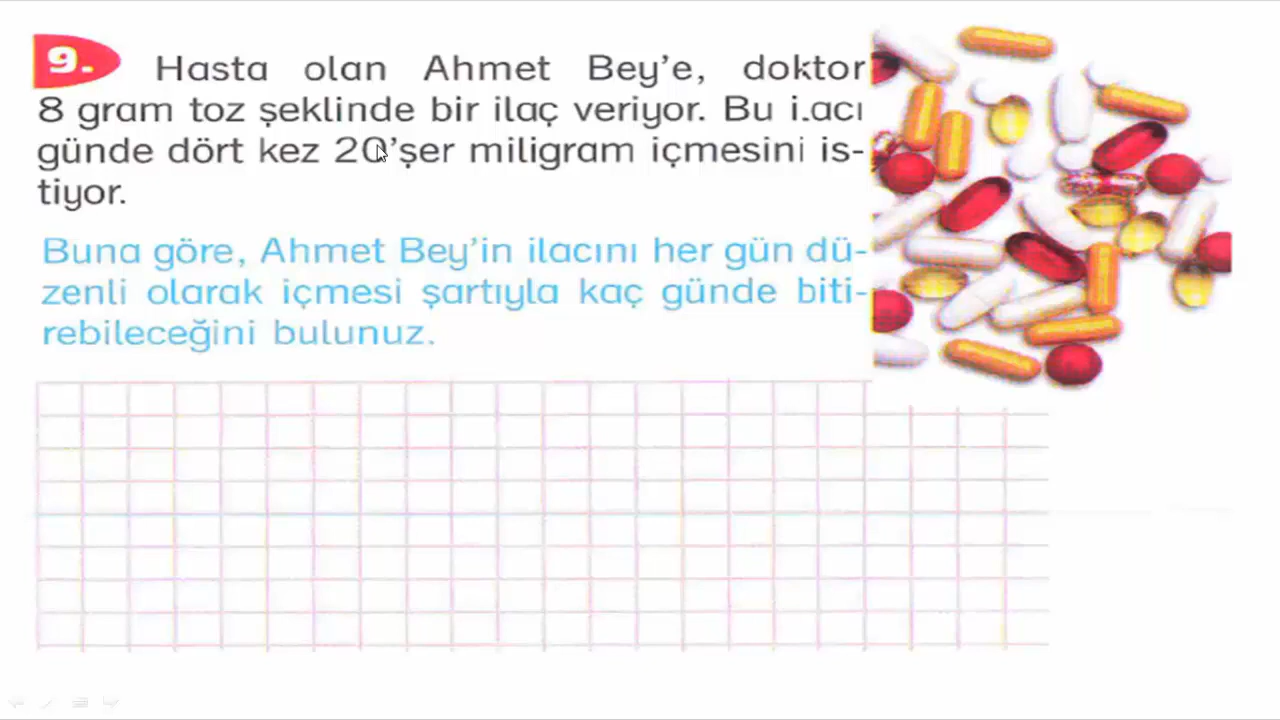 9. Hasta olan Ahmet Bey'e, doktor
8 gram toz şeklinde bir ilaç veriyor. Bu i.acı
günde dört kez 20'şer miligram içmesini is-
tiyor.
Buna göre, Ahmet Bey'in ilacını her gün dü-
zenli olarak içmesi şartıyla kaç günde biti-
rebileceğini bulunuz.